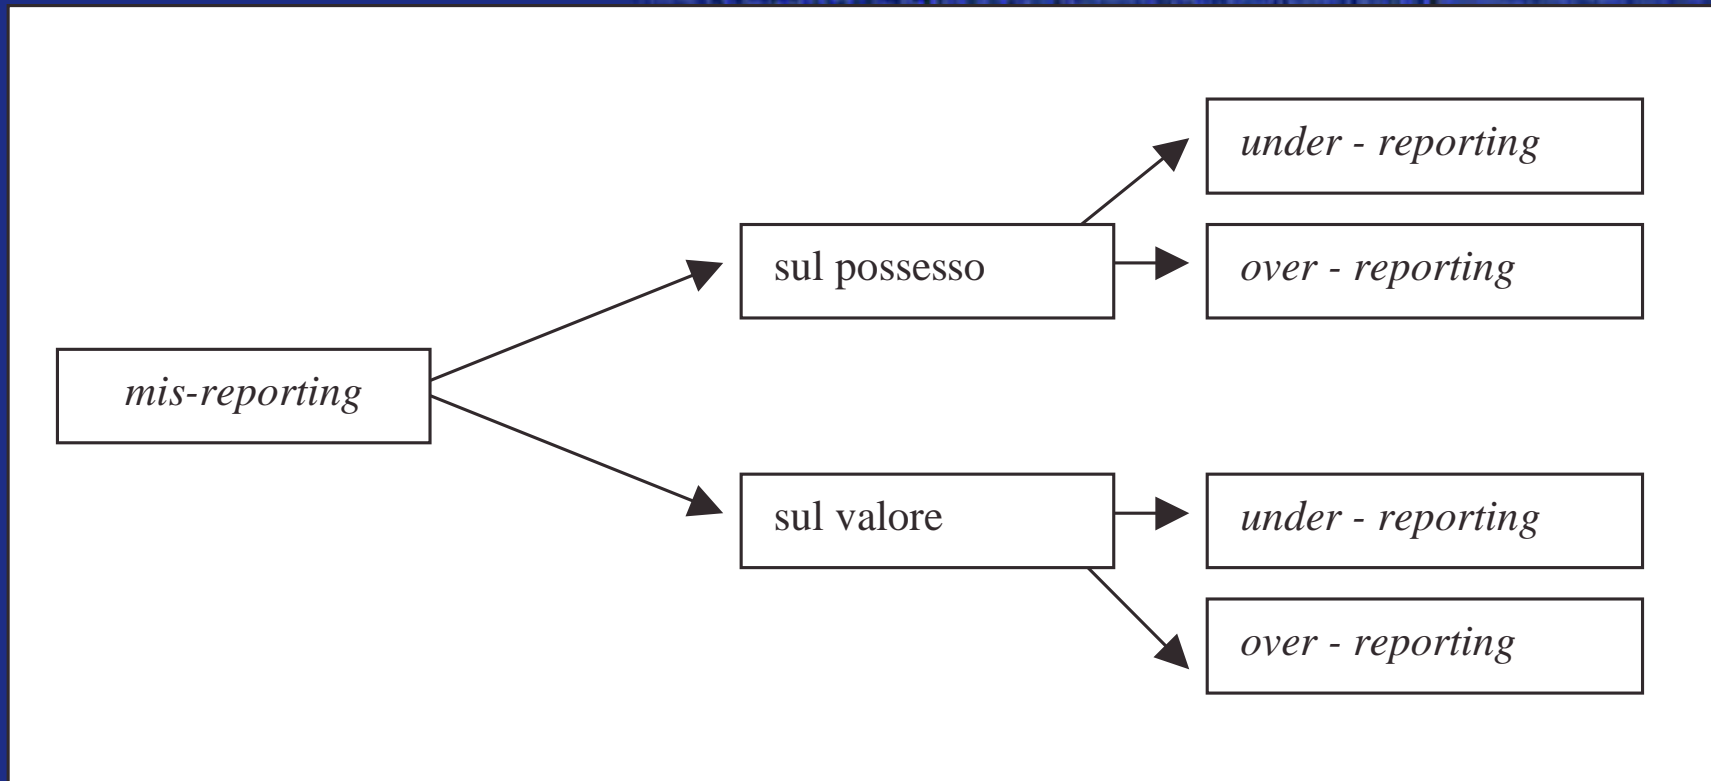 under - reporting
sul possesso
over - reporting
mis-reporting
sul valore
under - reporting
over - reporting